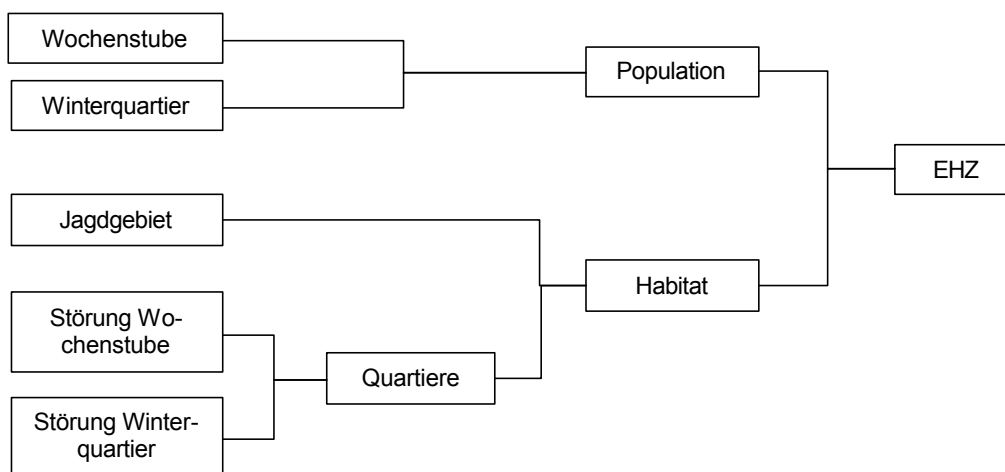 Wochenstube
Winterquartier
Population
EHZ
Jagdgebiet
Habitat
Störung Wo-
chenstube
Quartiere
Störung Winter-
quartier